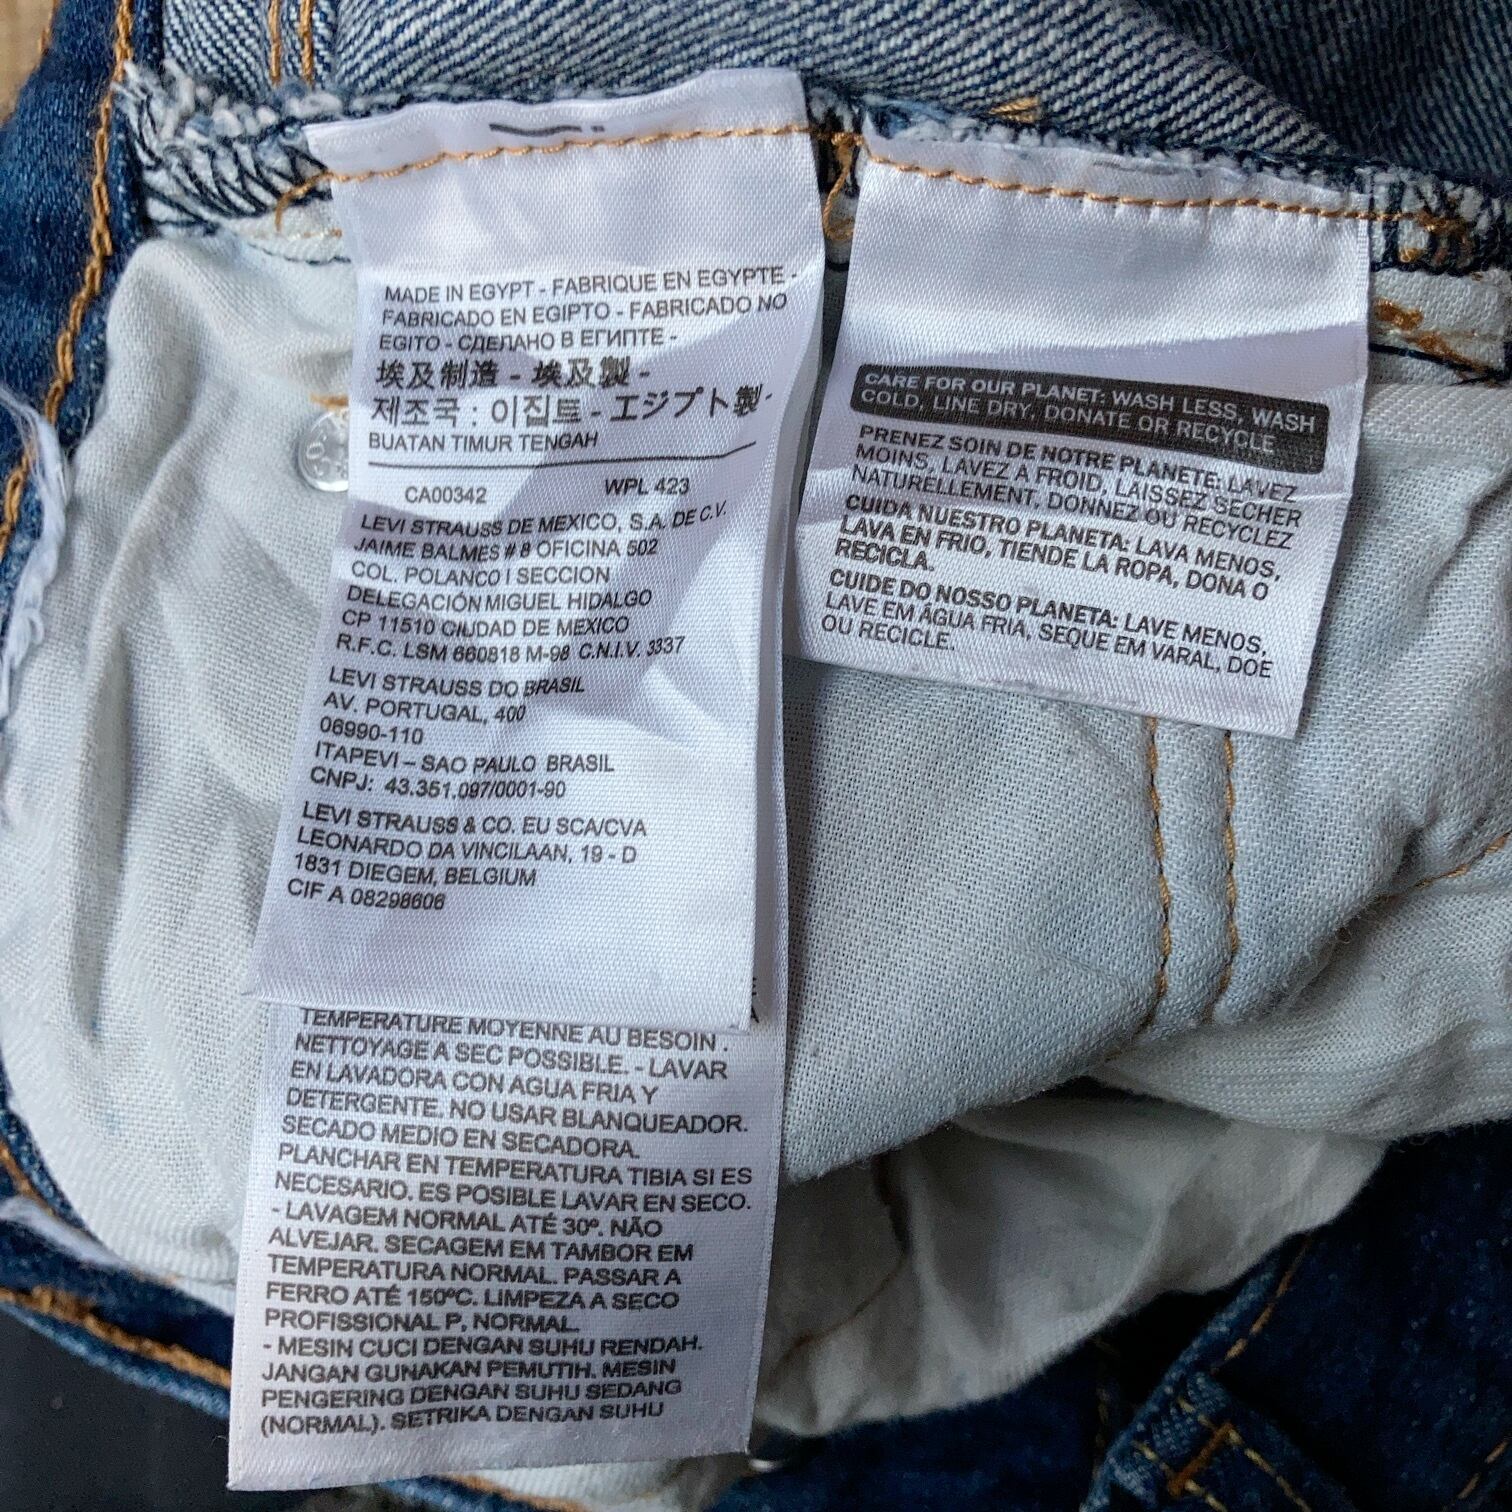 MADE IN EGYPT - FABRIQUE EN EGYPTE -
FABRICADO EN EGIPTO - FABRICADO NO
EGITO - СДЕЛАНО В ЕГИПТЕ -
埃及制造 - 埃及製 -
제조국 : 이집트 - エジプト製 -
BUATAN TIMUR TENGAH
CA00342 WPL 423
LEVI STRAUSS DE MEXICO, S.A. DE C.V.
JAIME BALMES # 8 OFICINA 502
COL. POLANCO I SECCION
DELEGACIÓN MIGUEL HIDALGO
CP 11510 CIUDAD DE MEXICO
R.F.C. LSM 660818 M-98 C.N.I.V. 3337
LEVI STRAUSS DO BRASIL
AV. PORTUGAL, 400
06990-110
ITAPEVI – SAO PAULO BRASIL
CNPJ: 43.351.097/0001-90
LEVI STRAUSS & CO. EU SCA/CVA
LEONARDO DA VINCILAAN, 19 - D
1831 DIEGEM, BELGIUM
CIF A 08298606
TEMPERATURE MOYENNE AU BESOIN .
NETTOYAGE A SEC POSSIBLE. - LAVAR
EN LAVADORA CON AGUA FRIA Y
DETERGENTE. NO USAR BLANQUEADOR.
SECADO MEDIO EN SECADORA.
PLANCHAR EN TEMPERATURA TIBIA SI ES
NECESARIO. ES POSIBLE LAVAR EN SECO.
- LAVAGEM NORMAL ATÉ 30º. NÃO
ALVEJAR. SECAGEM EM TAMBOR EM
TEMPERATURA NORMAL. PASSAR A
FERRO ATÉ 150ºC. LIMPEZA A SECO
PROFISSIONAL P, NORMAL.
- MESIN CUCI DENGAN SUHU RENDAH.
JANGAN GUNAKAN PEMUTIH. MESIN
PENGERING DENGAN SUHU SEDANG
(NORMAL). SETRIKA DENGAN SUHU
CARE FOR OUR PLANET: WASH LESS, WASH
COLD, LINE DRY, DONATE OR RECYCLE
PRENEZ SOIN DE NOTRE PLANETE: LAVEZ
MOINS, LAVEZ A FROID, LAISSEZ SECHER
NATURELLEMENT, DONNEZ OU RECYCLEZ
CUIDA NUESTRO PLANETA: LAVA MENOS,
LAVA EN FRIO, TIENDE LA ROPA, DONA O
RECICLA.
CUIDE DO NOSSO PLANETA: LAVE MENOS,
LAVE EM ÁGUA FRIA, SEQUE EM VARAL, DOE
OU RECICLE.